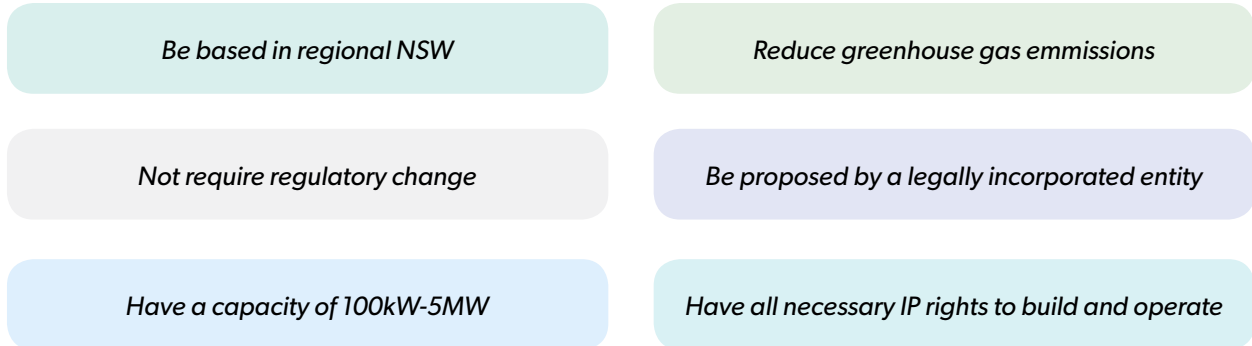 Be based in regional NSW
Reduce greenhouse gas emmissions
Not require regulatory change
Be proposed by a legally incorporated entity
Have a capacity of 100kW-5MW
Have all necessary IP rights to build and operate